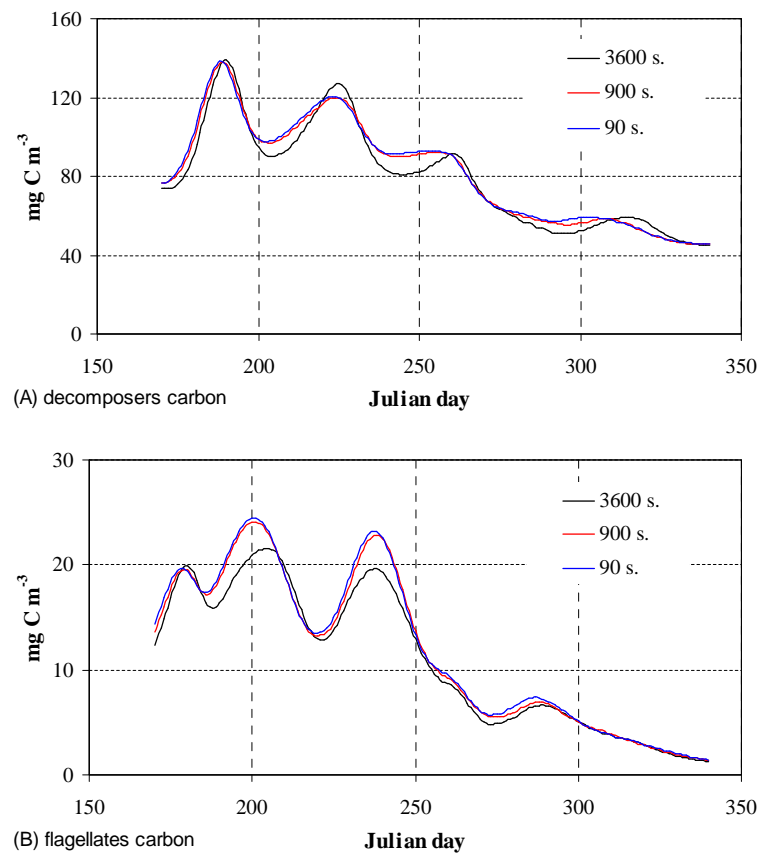 160
120
80
40
0
mg C m-3
3600 s.
900 s.
90 s.
150
200
250
300
350
(A) decomposers carbon
Julian day
30
20
10
0
mg C m-3
3600 s.
900 s.
90 s.
150
200
250
300
350
(B) flagellates carbon
Julian day